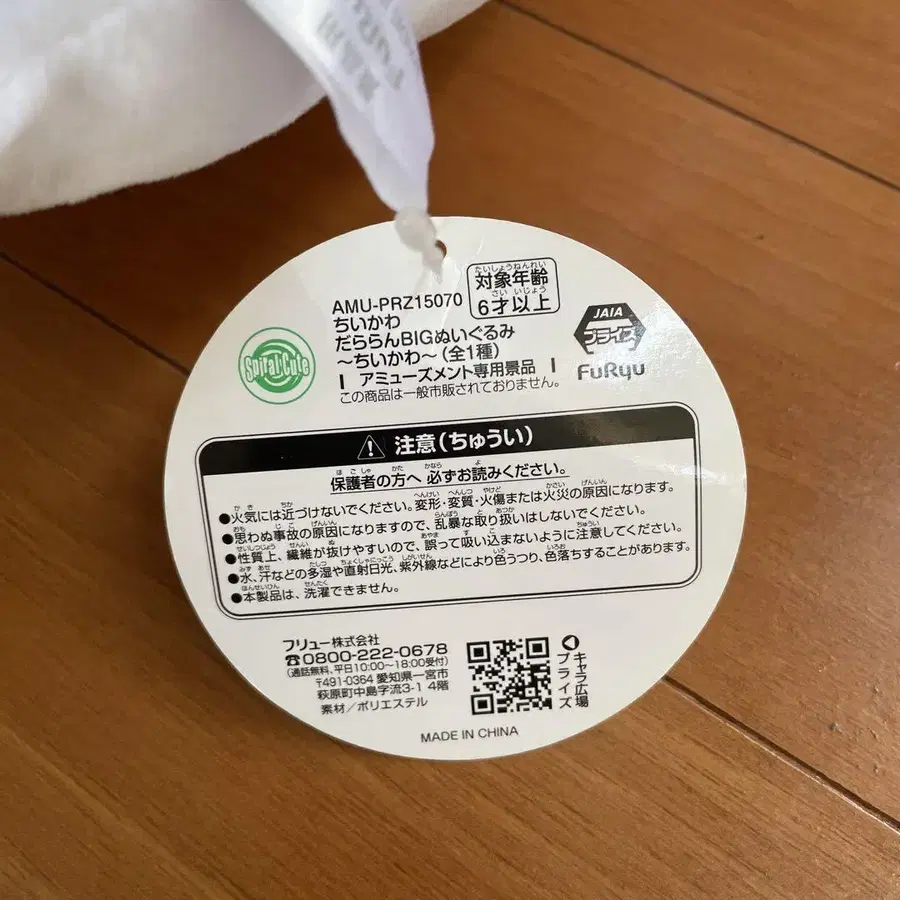 対象年齢
6才以上
AMU-PRZ15070
ちいかわ
だららんBIGぬいぐるみ
～ちいかわ～(全1種)
アミューズメント専用景品
この商品は一般市販されておりません。
Spiral Cute
JAIA
プライズ
FuRyu
注意(ちゅうい)
保護者の方へ 必ずお読みください。
●火気には近づけないでください。変形・変質・火傷または火災の原因になります。
●思わぬ事故の原因になりますので、乱暴な取り扱いはしないでください。
●性質上、繊維が抜けやすいので、誤って吸い込まないように注意してください。
●水、汗などの多湿や直射日光、紫外線などにより色うつり、色落ちすることがあります。
●本製品は、洗濯できません。
フリュー株式会社
☎0800-222-0678
(通話無料、平日10:00～18:00受付)
〒491-0364 愛知県一宮市
萩原町中島字流3-1 4階
素材/ポリエステル
キャラ広場
プライズ
MADE IN CHINA